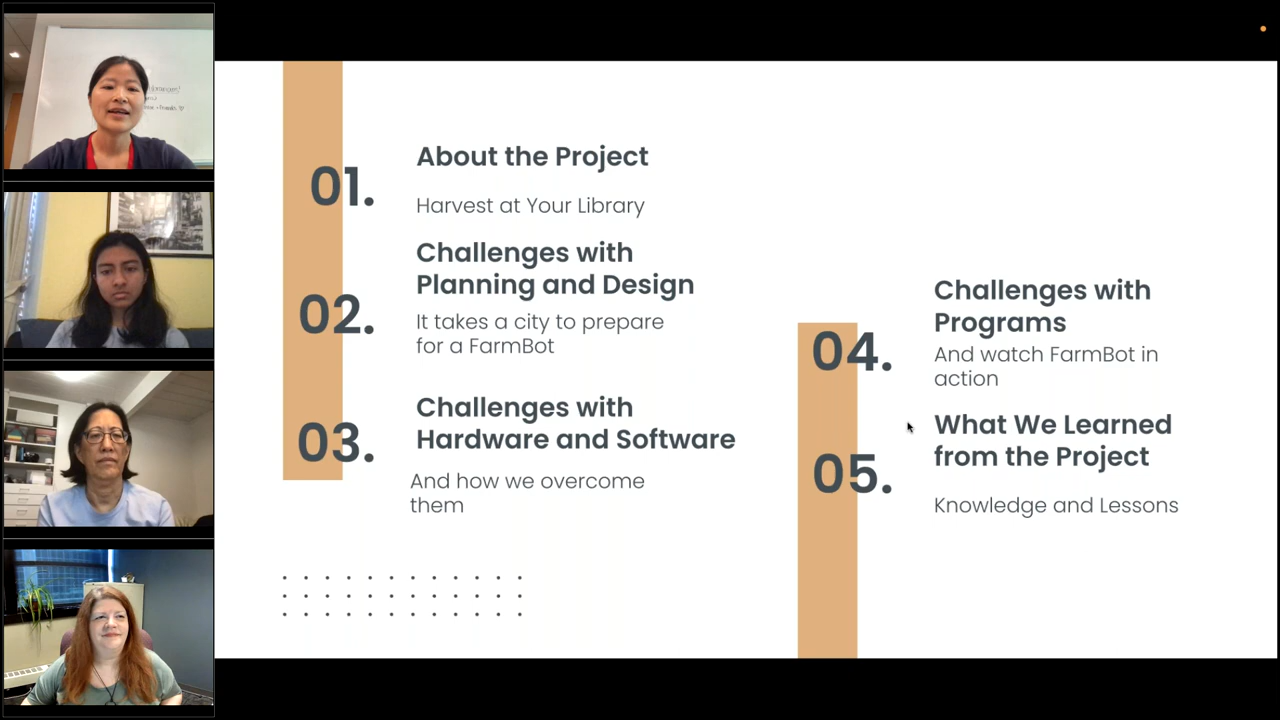 01.
About the Project
Harvest at Your Library
02.
Challenges with
Planning and Design
It takes a city to prepare
for a FarmBot
03.
Challenges with
Hardware and Software
And how we overcome
them
04.
Challenges with
Programs
And watch FarmBot in
action
05.
What We Learned
from the Project
Knowledge and Lessons